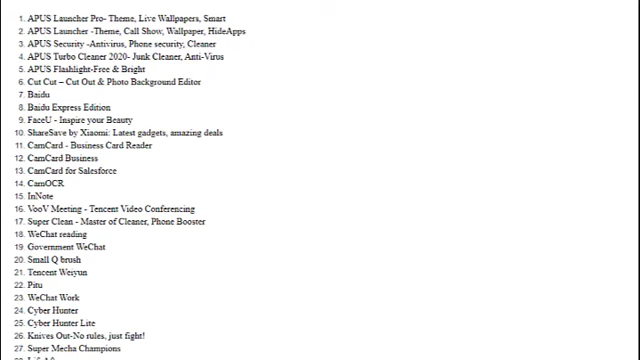 1. APUS Launcher Pro- Theme, Live Wallpapers, Smart
2. APUS Launcher -Theme, Call Show, Wallpaper, HideApps
3. APUS Security -Antivirus, Phone security, Cleaner
4. APUS Turbo Cleaner 2020- Junk Cleaner, Anti-Virus
5. APUS Flashlight-Free & Bright
6. Cut Cut – Cut Out & Photo Background Editor
7. Baidu
8. Baidu Express Edition
9. FaceU - Inspire your Beauty
10. ShareSave by Xiaomi: Latest gadgets, amazing deals
11. CamCard - Business Card Reader
12. CamCard Business
13. CamCard for Salesforce
14. CamOCR
15. InNote
16. VooV Meeting - Tencent Video Conferencing
17. Super Clean - Master of Cleaner, Phone Booster
18. WeChat reading
19. Government WeChat
20. Small Q brush
21. Tencent Weiyun
22. Pitu
23. WeChat Work
24. Cyber Hunter
25. Cyber Hunter Lite
26. Knives Out-No rules, just fight!
27. Super Mecha Champions